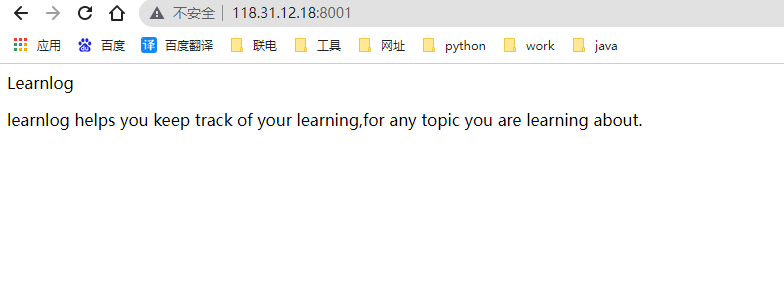 不安全 | 118.31.12.18:8001
应用 百度 译 百度翻译 联电 工具 网址 python work java
Learnlog
learnlog helps you keep track of your learning,for any topic you are learning about.